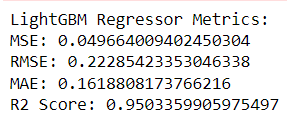 LightGBM Regressor Metrics:
MSE: 0.049664009402450304
RMSE: 0.22285423353046338
MAE: 0.1618808173766216
R2 Score: 0.9503359905975497